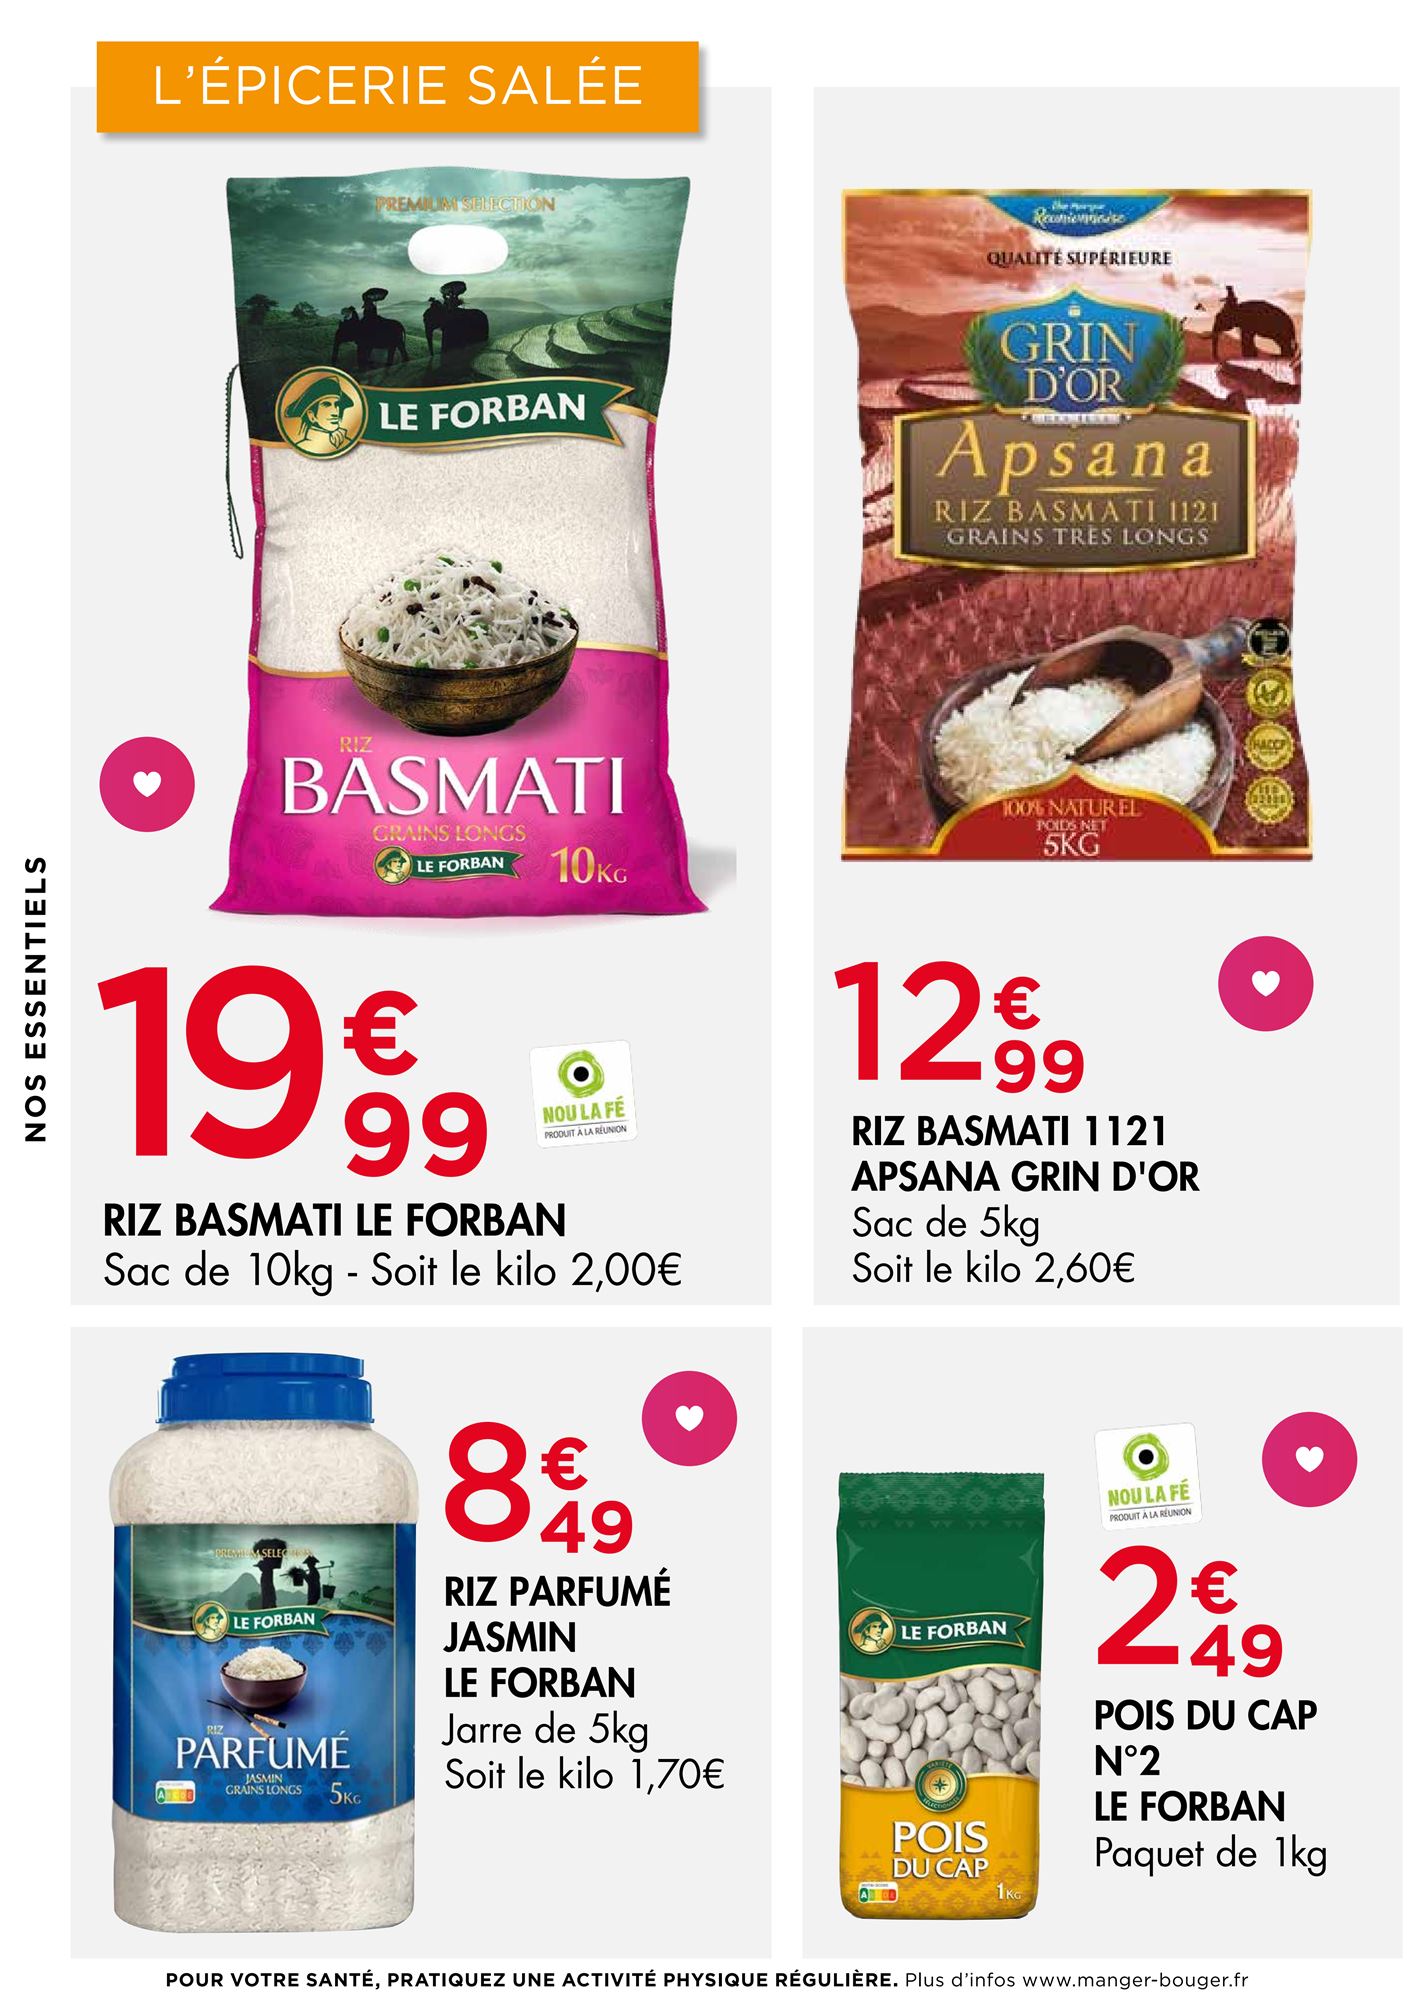 L'ÉPICERIE SALÉE
PREMIUM SELECTION
LE FORBAN
RIZ
BASMATI
GRAINS LONGS
LE FORBAN
10KG
19€99
NOU LA FÉ
PRODUIT À LA RÉUNION
RIZ BASMATI LE FORBAN
Sac de 10kg - Soit le kilo 2,00€
Réunionnaise
QUALITÉ SUPÉRIEURE
GRIN
D'OR
Apsana
RIZ BASMATI 1121
GRAINS TRÈS LONGS
HACCP
100% NATUREL
POIDS NET
5KG
12€99
RIZ BASMATI 1121
APSANA GRIN D'OR
Sac de 5kg
Soit le kilo 2,60€
NOS ESSENTIELS
LE FORBAN
RIZ
PARFUMÉ
JASMIN
GRAINS LONGS
5KG
8€49
RIZ PARFUMÉ
JASMIN
LE FORBAN
Jarre de 5kg
Soit le kilo 1,70€
LE FORBAN
POIS
DU CAP
1KG
NOU LA FÉ
PRODUIT À LA RÉUNION
2€49
POIS DU CAP
N°2
LE FORBAN
Paquet de 1kg
POUR VOTRE SANTÉ, PRATIQUEZ UNE ACTIVITÉ PHYSIQUE RÉGULIÈRE. Plus d'infos www.manger-bouger.fr